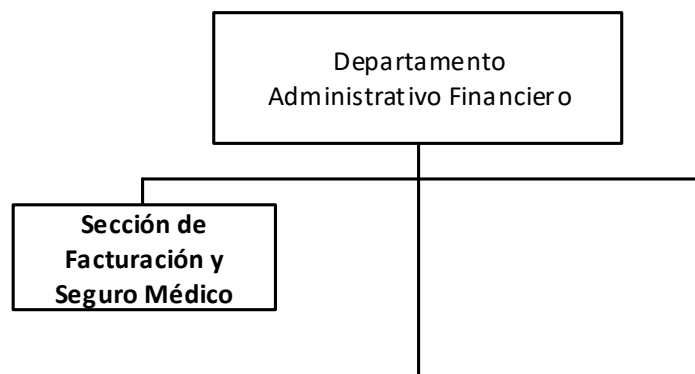 Departamento
Administrativo Financiero
Sección de
Facturación y
Seguro Médico